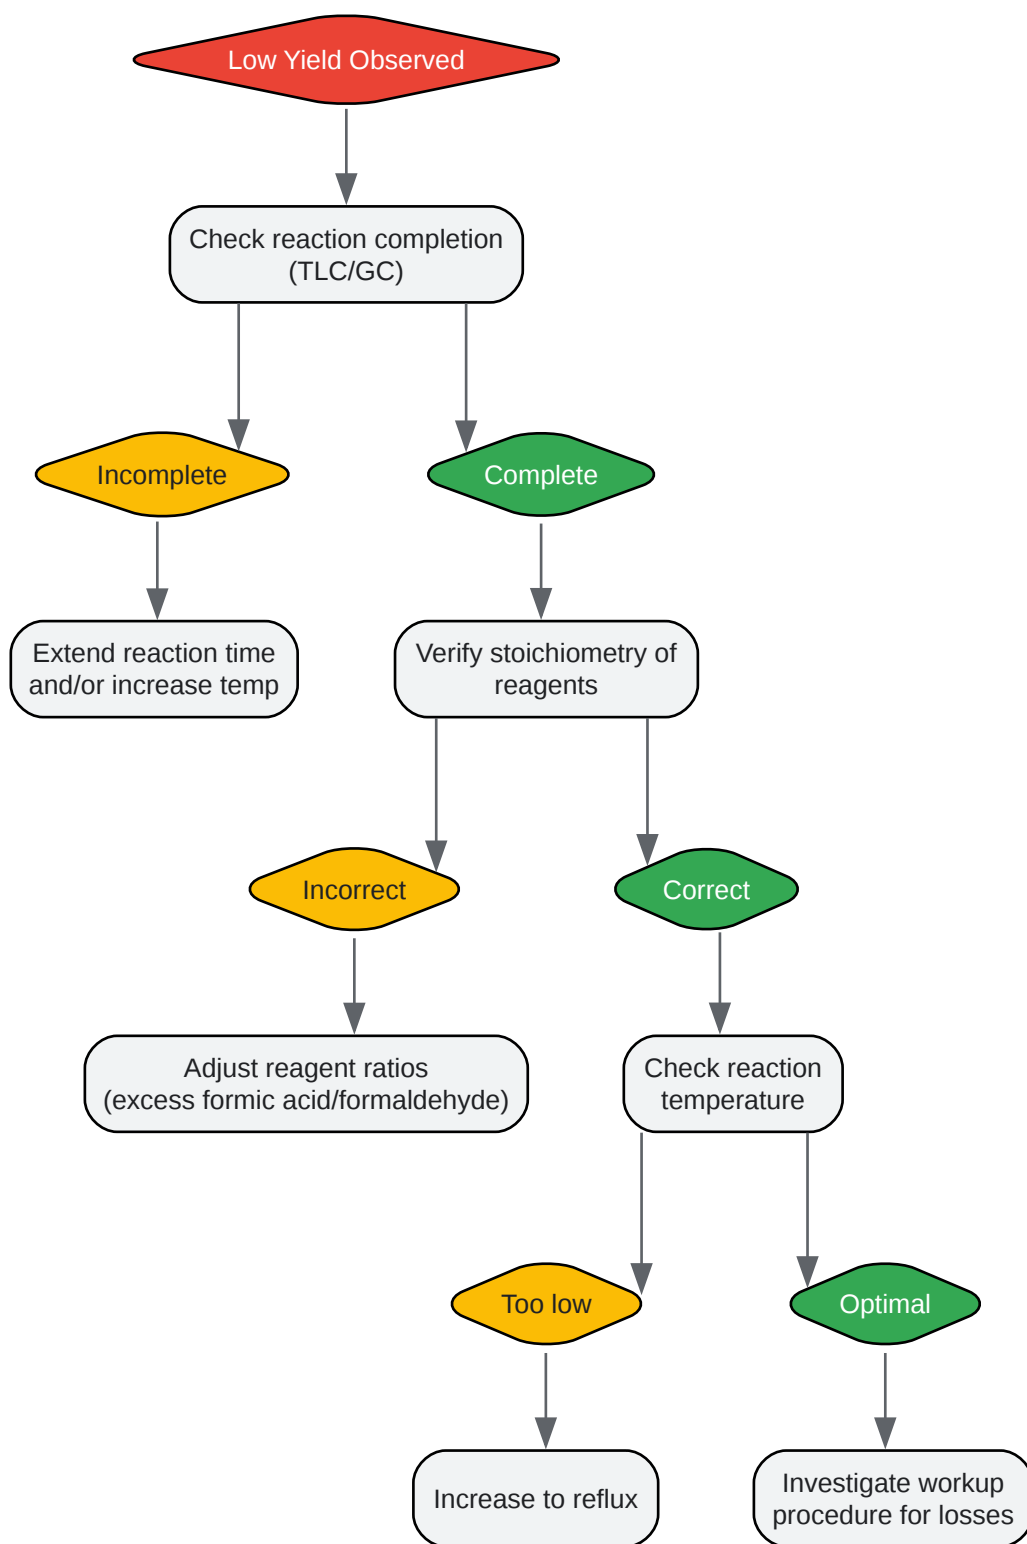 Low Yield Observed
Check reaction completion
(TLC/GC)
Incomplete
Complete
Extend reaction time
and/or increase temp
Verify stoichiometry of
reagents
Incorrect
Correct
Adjust reagent ratios
(excess formic acid/formaldehyde)
Check reaction
temperature
Too low
Optimal
Increase to reflux
Investigate workup
procedure for losses